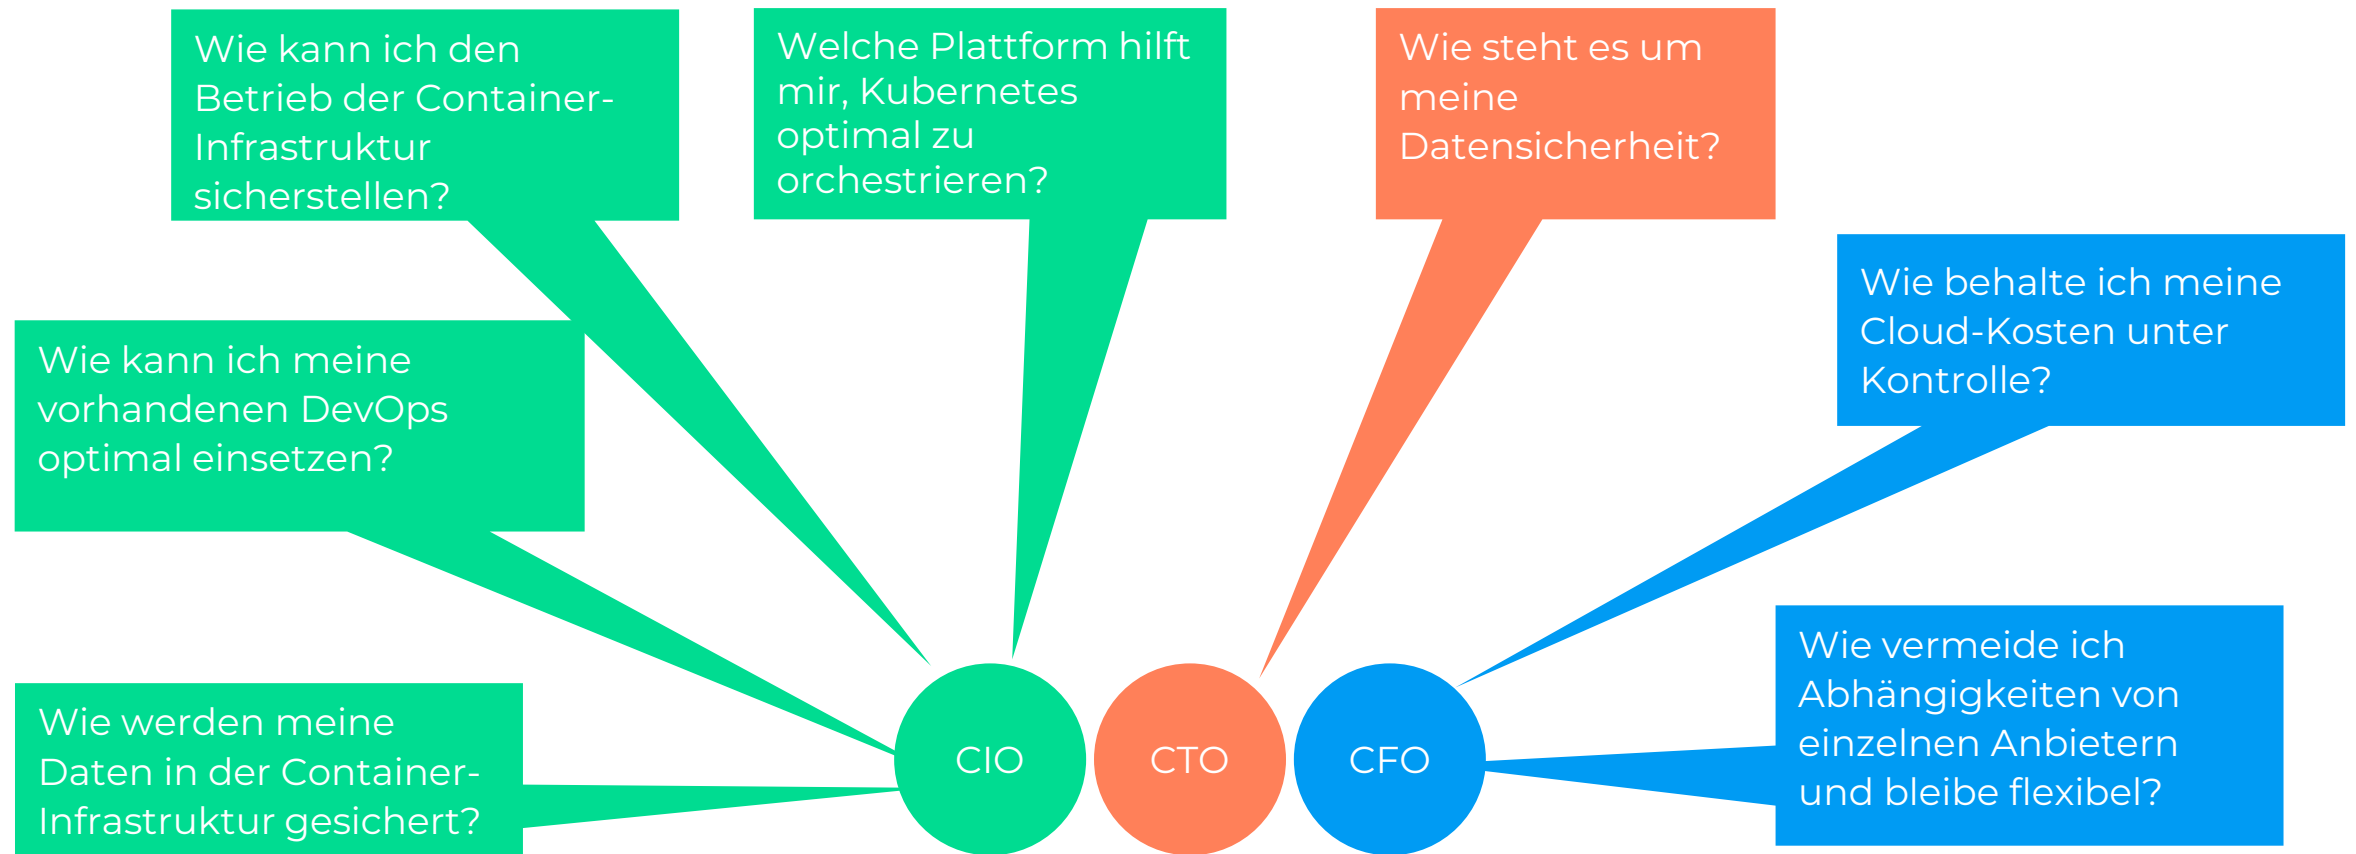 Wie kann ich den
Betrieb der Container-
Infrastruktur
sicherstellen?
Welche Plattform hilft
mir, Kubernetes
optimal zu
orchestrieren?
Wie steht es um
meine
Datensicherheit?
Wie behalte ich meine
Cloud-Kosten unter
Kontrolle?
Wie kann ich meine
vorhandenen DevOps
optimal einsetzen?
Wie vermeide ich
Abhängigkeiten von
einzelnen Anbietern
und bleibe flexibel?
Wie werden meine
Daten in der Container-
Infrastruktur gesichert?
CIO
CTO
CFO